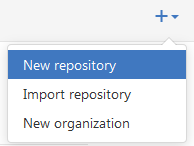 New repository
Import repository
New organization